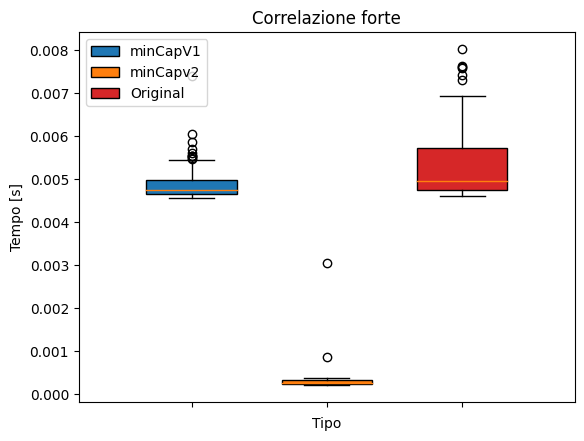 Correlazione forte
minCapV1
minCapv2
Original
0.008
0.007
0.006
0.005
0.004
0.003
0.002
0.001
0.000
Tempo [s]
Tipo